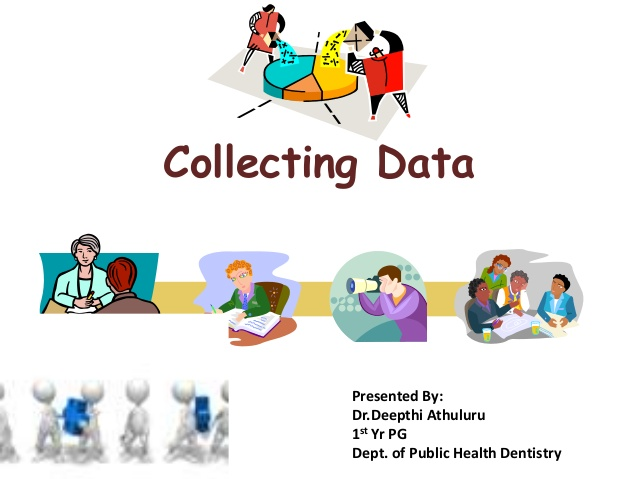 Collecting Data
Presented By:
Dr.Deepthi Athuluru
1st Yr PG
Dept. of Public Health Dentistry